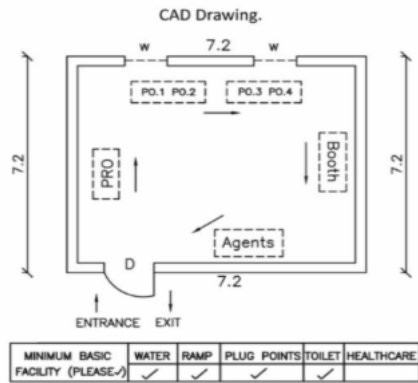 CAD Drawing.
W 7.2 W
PO.1 PO.2 PO.3 PO.4
7.2 7.2
PRO Booth
Agents
D
7.2
ENTRANCE EXIT
MINIMUM BASIC FACILITY (PLEASE✓) WATER RAMP PLUG POINTS TOILET HEALTHCARE
✓ ✓ ✓ ✓